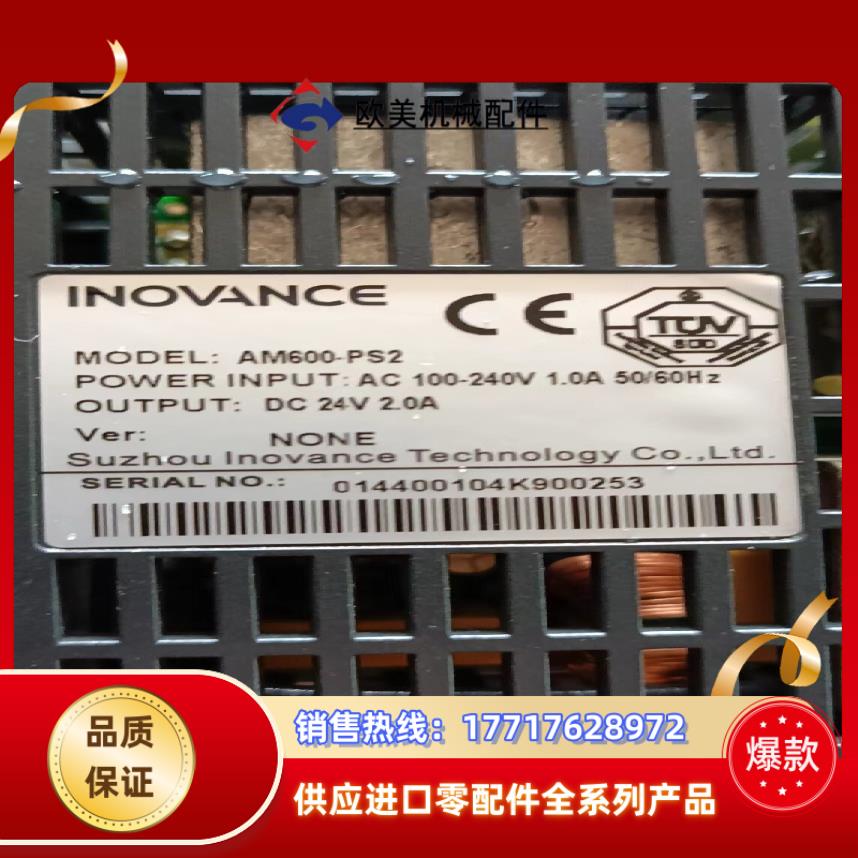 欧美机械配件
INOVANCE
CE
TÜV
MODEL: AM600-PS2
POWER INPUT: AC 100-240V 1.0A 50/60Hz
OUTPUT: DC 24V 2.0A
Ver: NONE
Suzhou Inovance Technology Co.,Ltd.
SERIAL NO.: 014400104K900253
品质
保证
销售热线：17717628972
供应进口零配件全系列产品
爆款